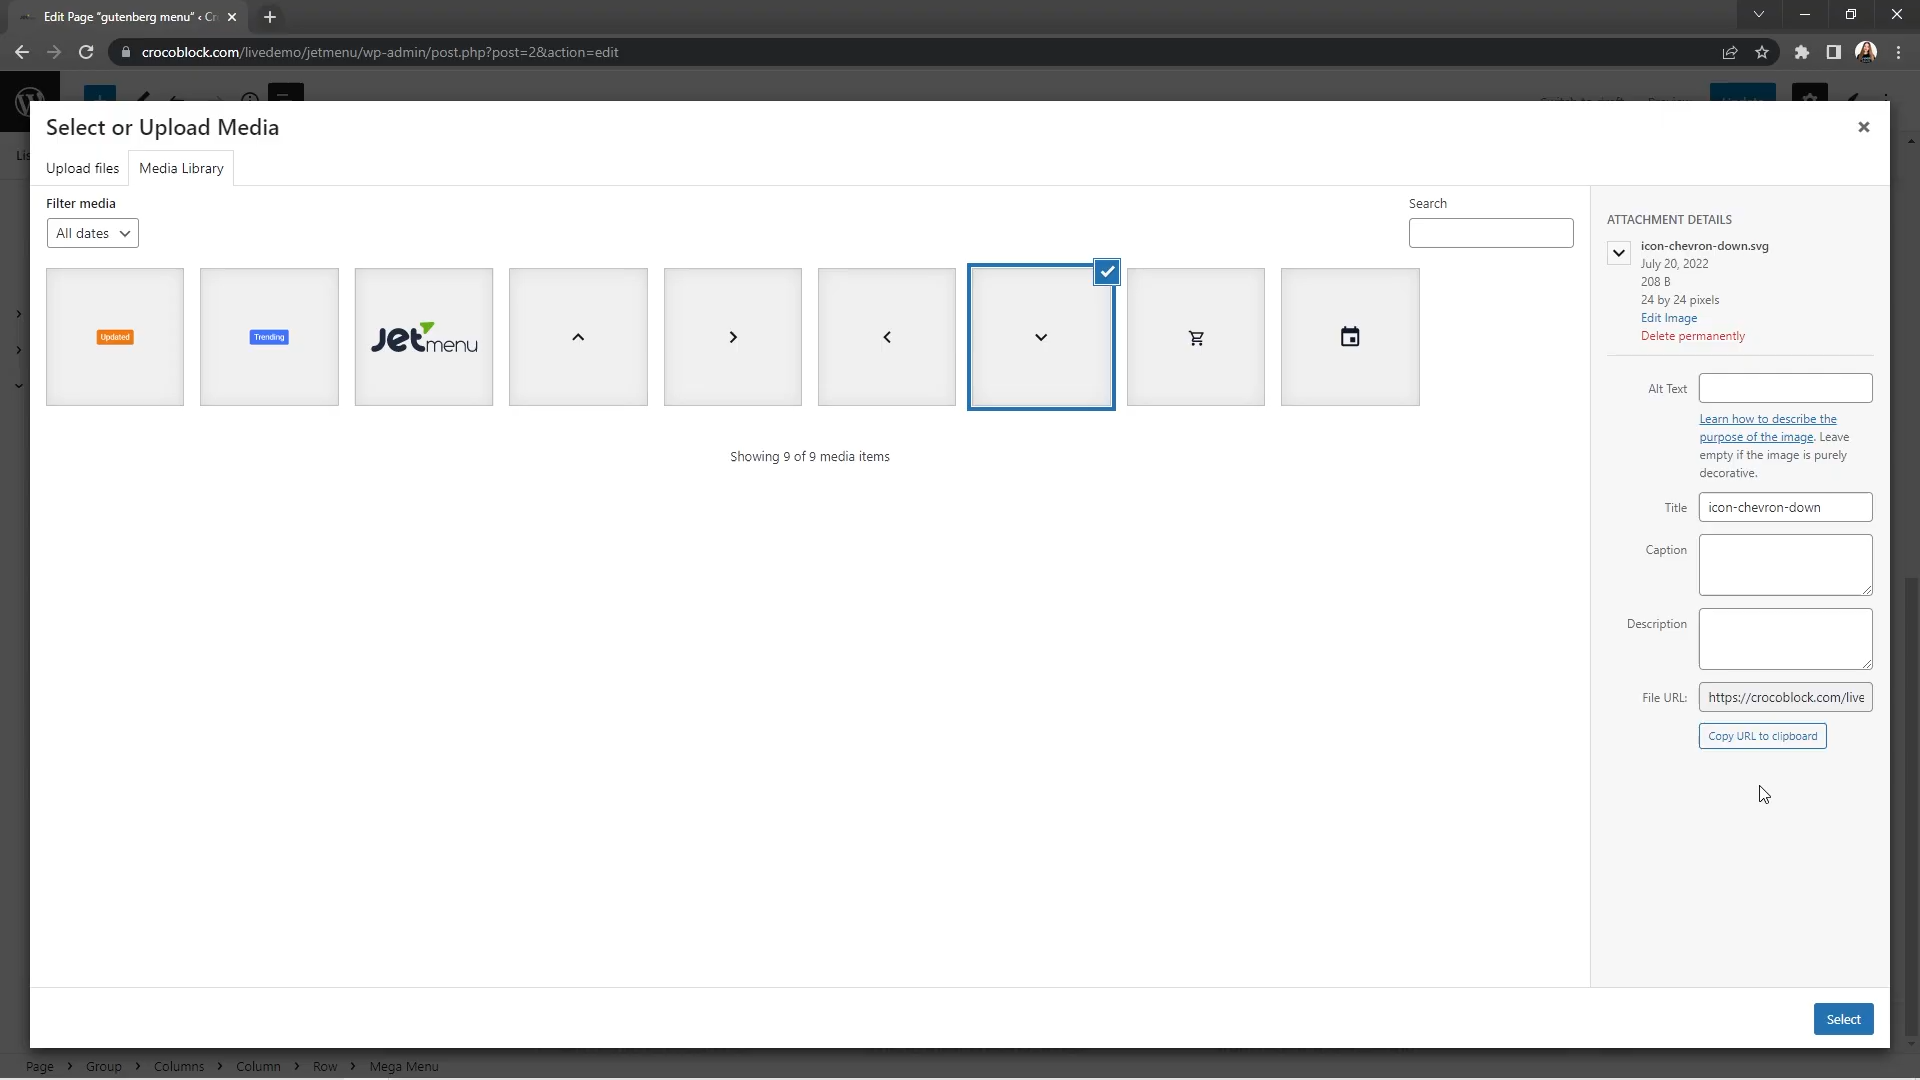 Edit Page “gutenberg menu” ‹ Cr
crocoblock.com/livedemo/jetmenu/wp-admin/post.php?post=2&action=edit
Select or Upload Media
Upload files
Media Library
Filter media
All dates
Search
Updated
Trending
Jetmenu
Showing 9 of 9 media items
ATTACHMENT DETAILS
icon-chevron-down.svg
July 20, 2022
208 B
24 by 24 pixels
Edit Image
Delete permanently
Alt Text
Learn how to describe the
purpose of the image. Leave
empty if the image is purely
decorative.
Title
icon-chevron-down
Caption
Description
File URL:
https://crocoblock.com/live
Copy URL to clipboard
Select
Page > Group > Columns > Column > Row > Mega Menu